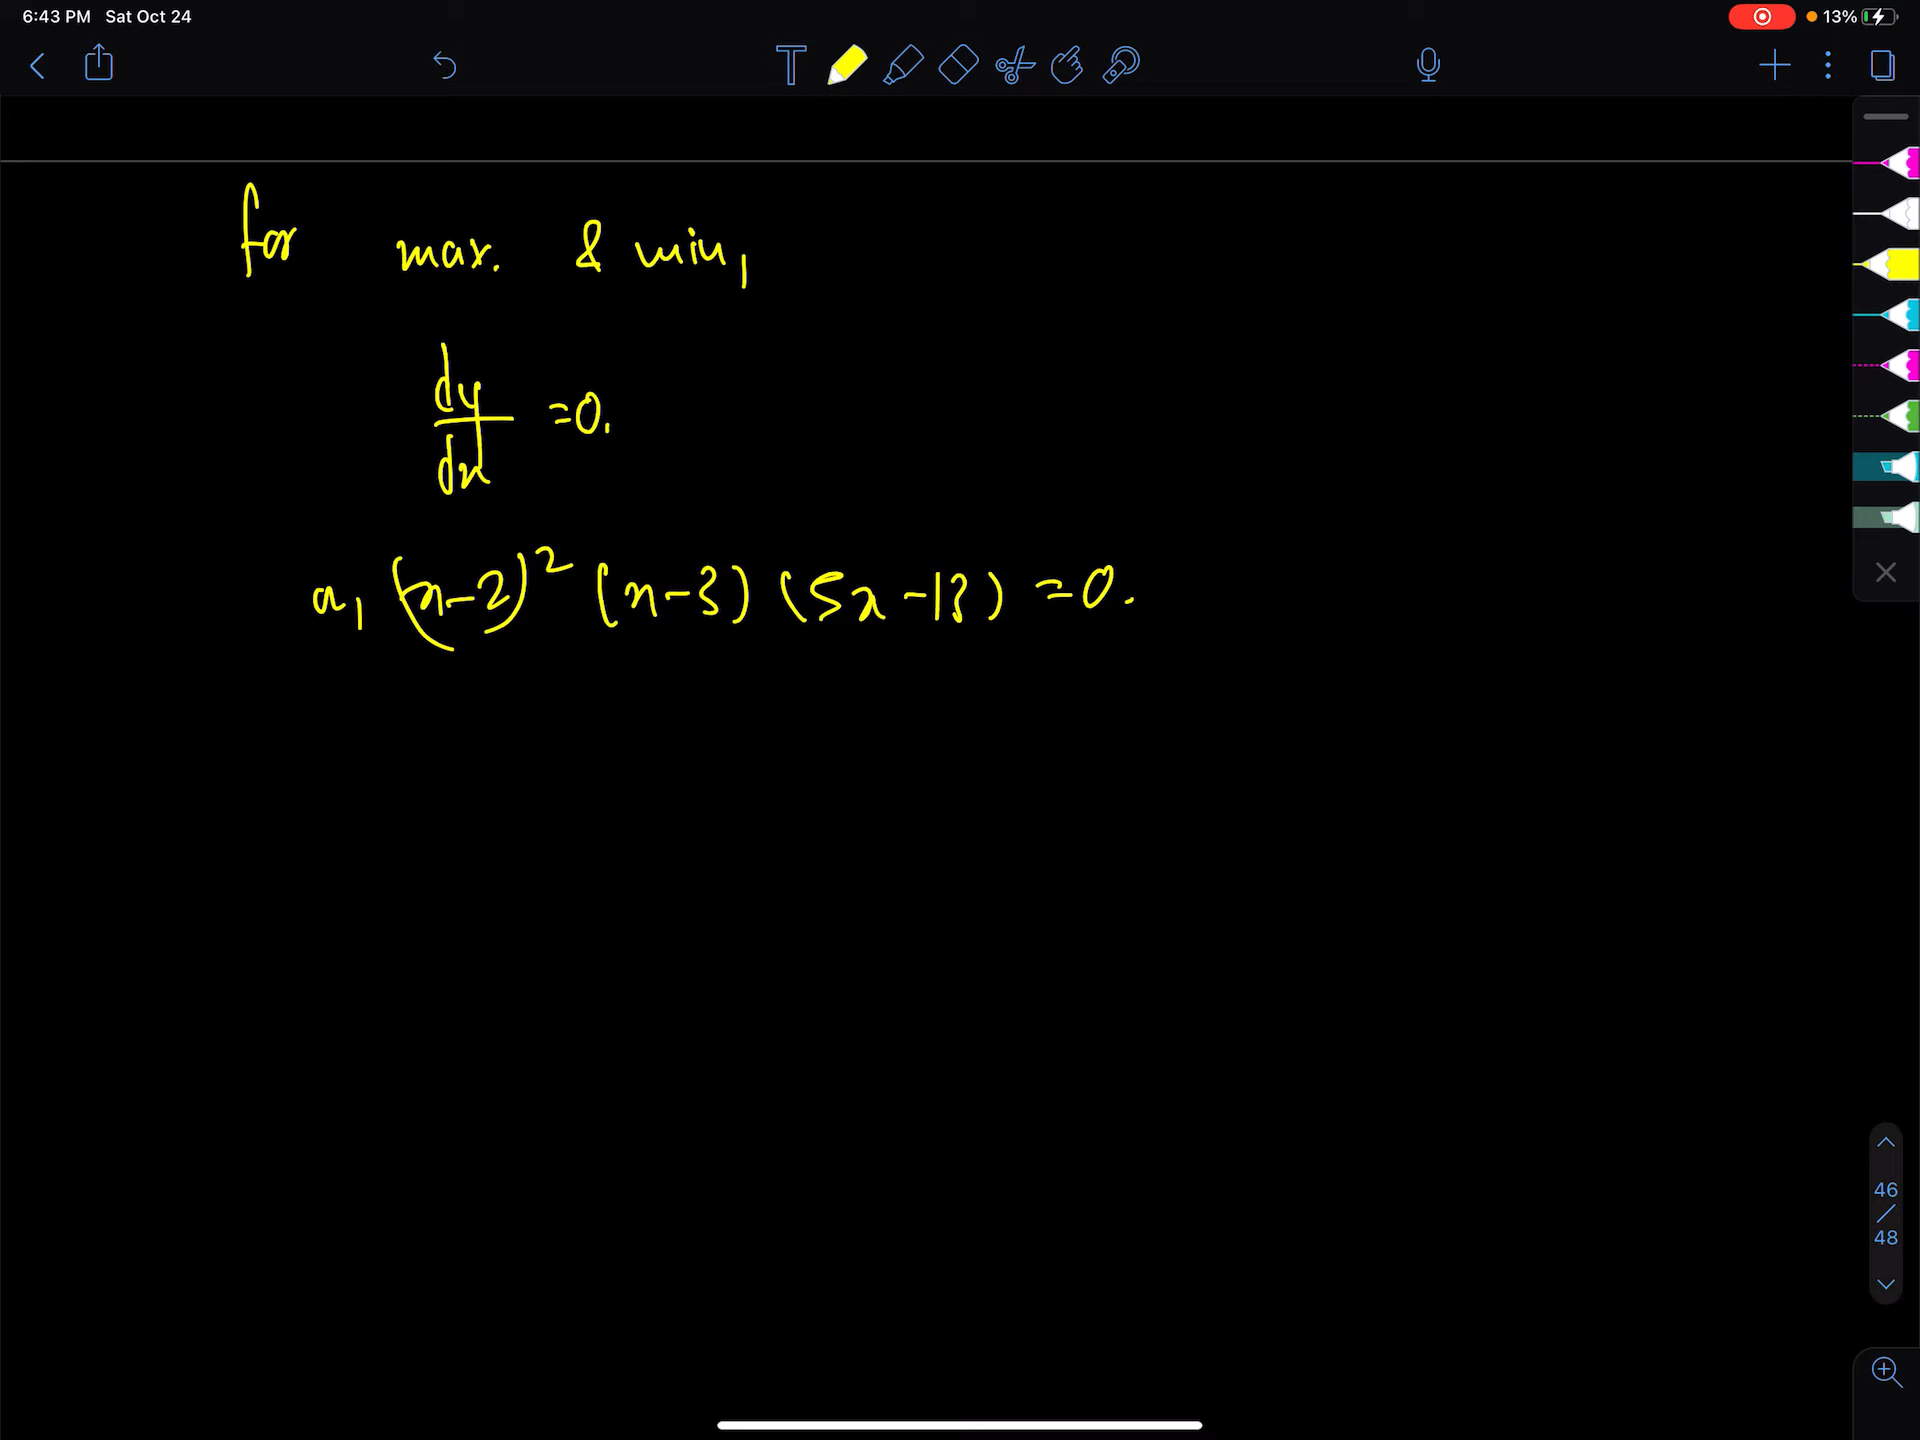 6:43 PM Sat Oct 24
13%
for max. & min,
dy
dx
=0.
a, (x-2)² (x-3) (5x-13) =0.
46
/
48